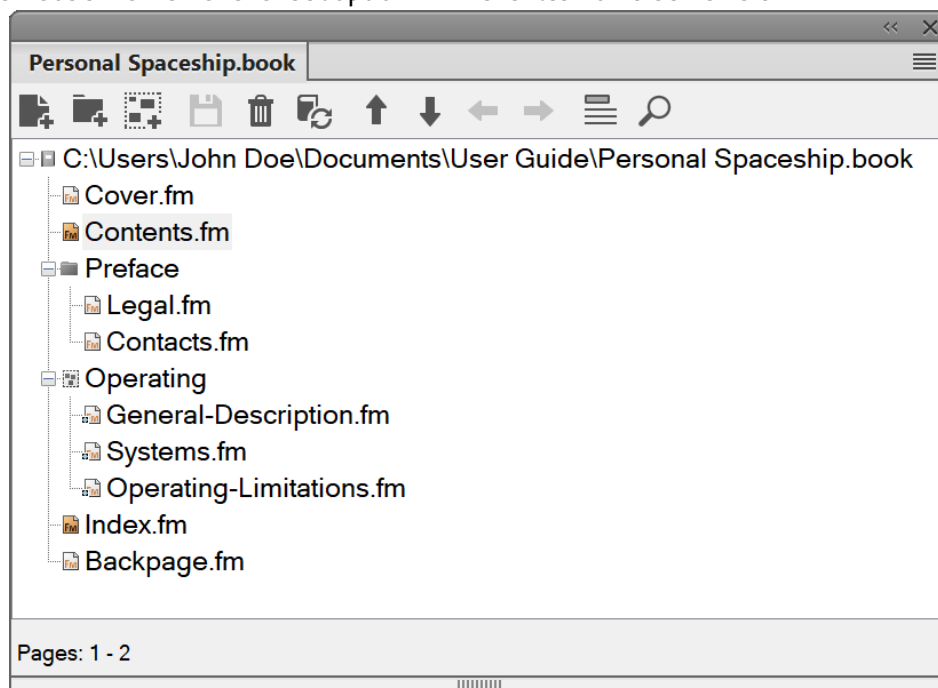 Personal Spaceship.book
C:\Users\John Doe\Documents\User Guide\Personal Spaceship.book
Cover.fm
Contents.fm
Preface
Legal.fm
Contacts.fm
Operating
General-Description.fm
Systems.fm
Operating-Limitations.fm
Index.fm
Backpage.fm
Pages: 1 - 2